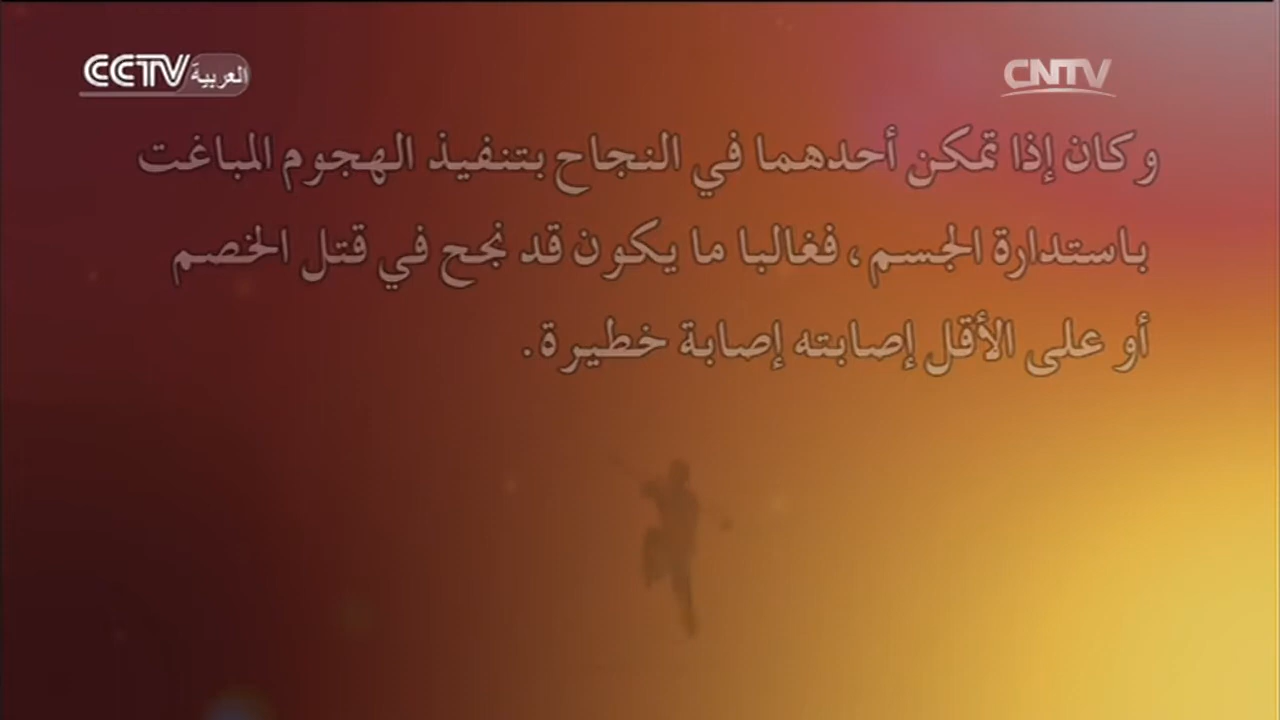 CCTV العربية
CNTV
وكان إذا تمكن أحدهما في النجاح بتنفيذ الهجوم المباغت
باستدارة الجسم، فغالبا ما يكون قد نجح في قتل الخصم
أو على الأقل إصابته إصابة خطيرة.